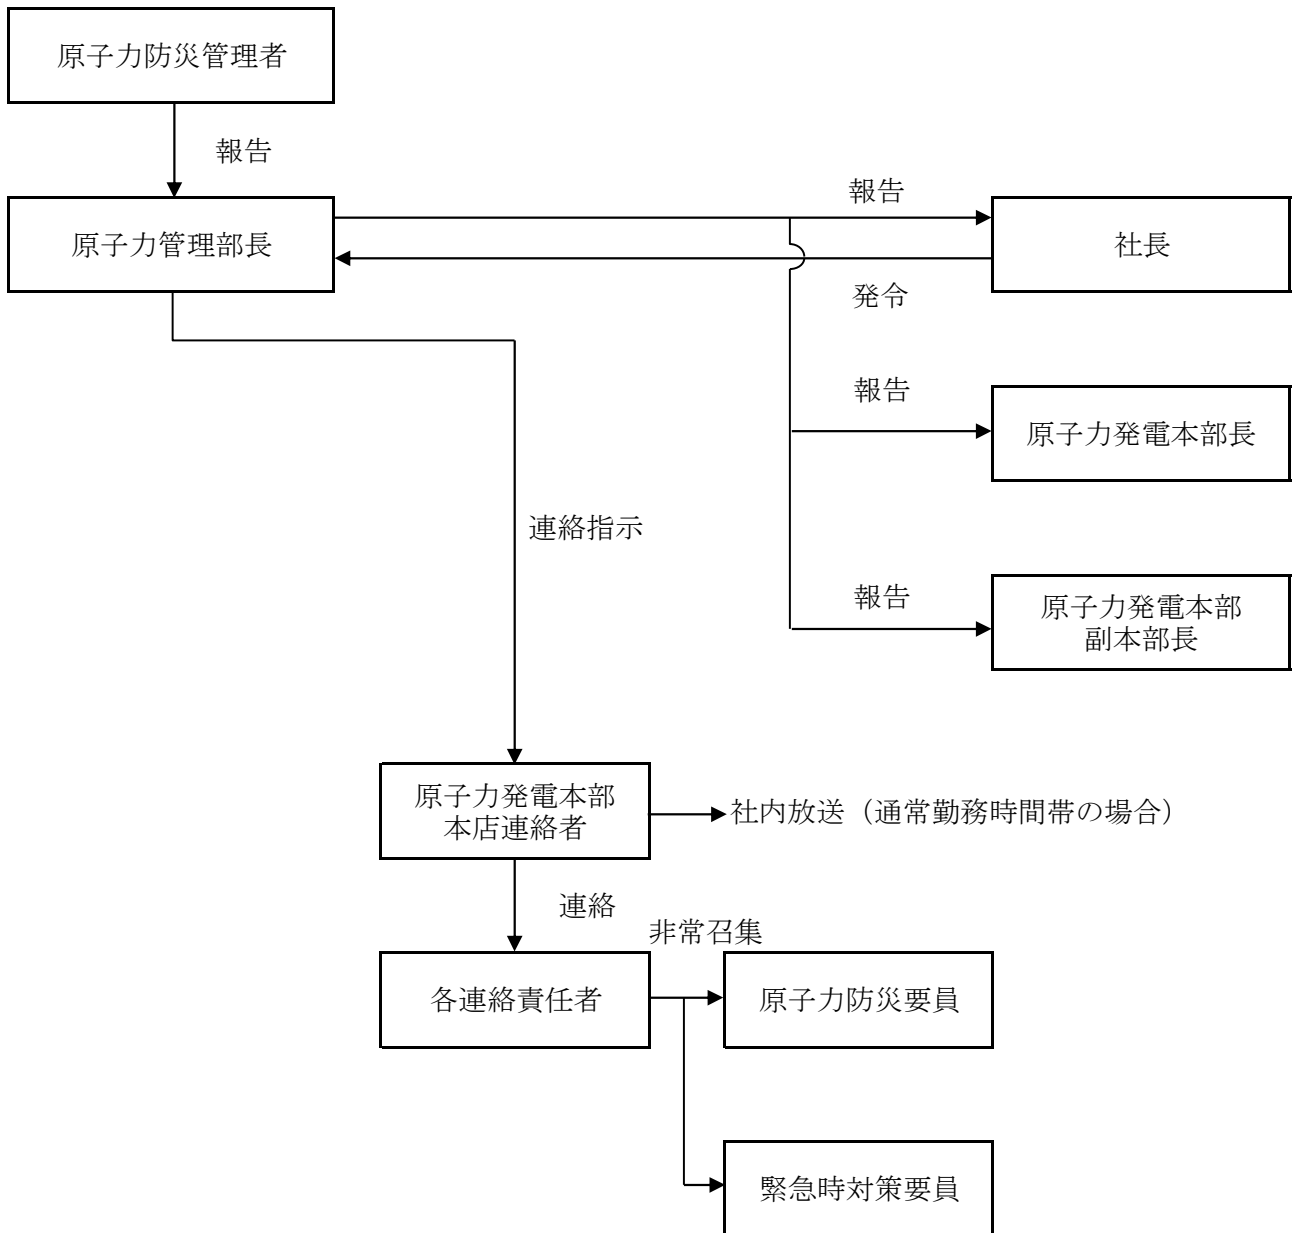 原子力防災管理者
報告
報告
原子力管理部長
社長
発令
報告
原子力発電本部長
連絡指示
報告
原子力発電本部
副本部長
原子力発電本部
本店連絡者
社内放送（通常勤務時間帯の場合）
連絡
非常召集
各連絡責任者
原子力防災要員
緊急時対策要員